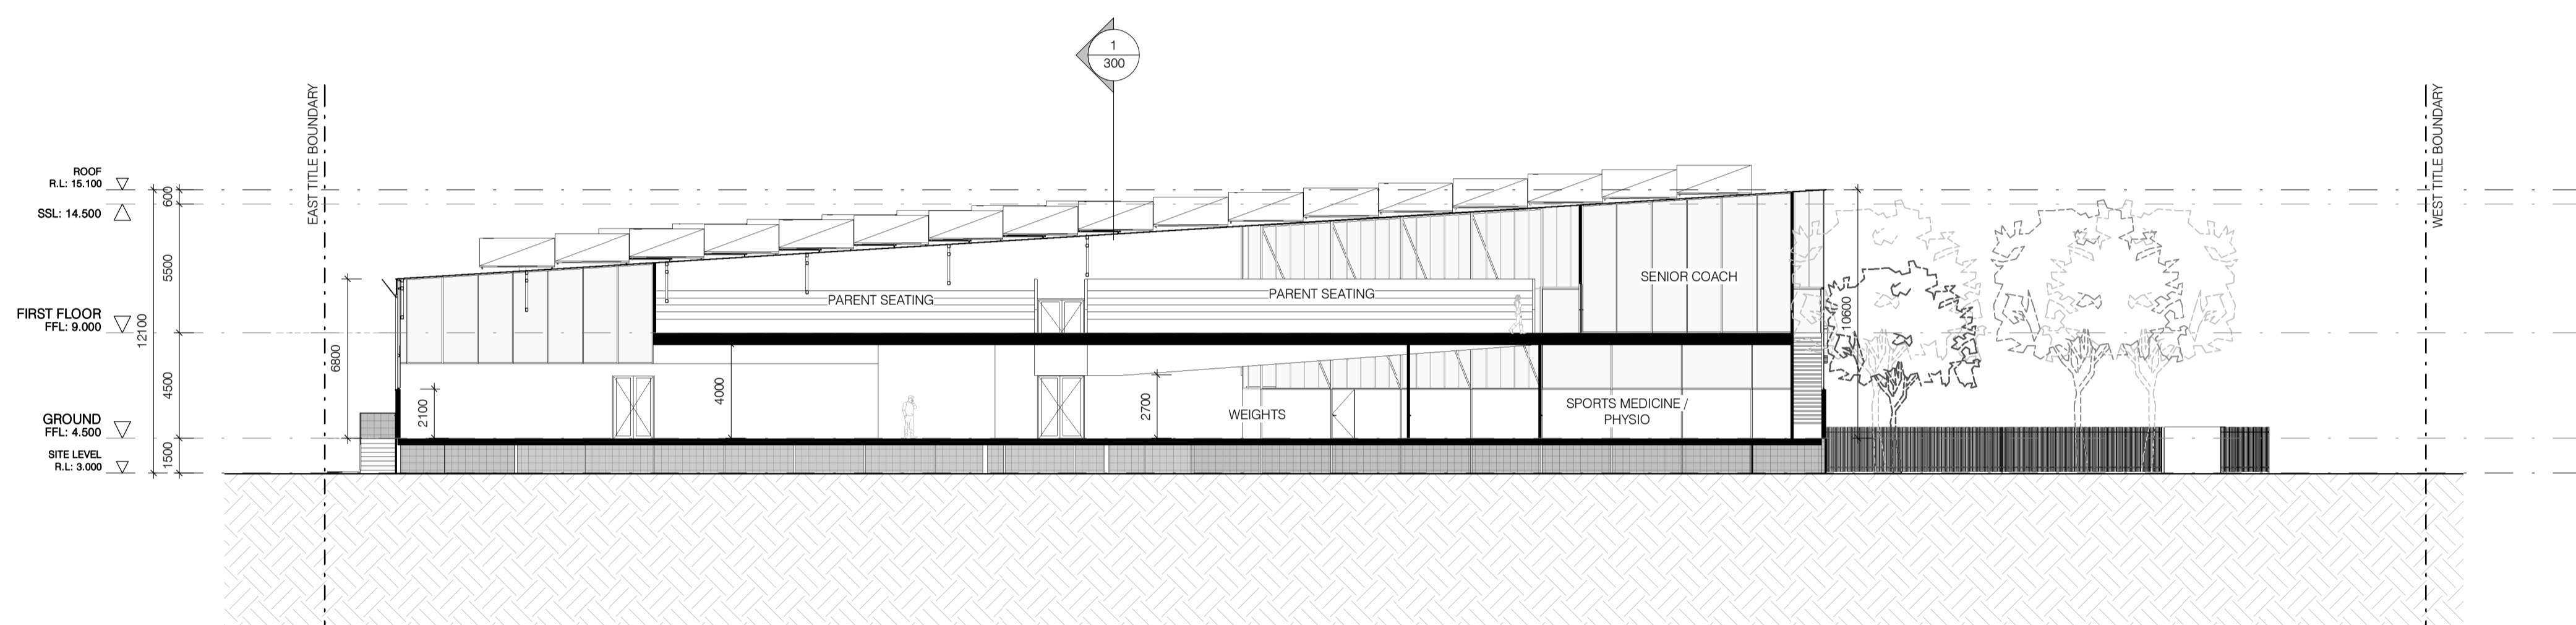 1
300
EAST TITLE BOUNDARY
WEST TITLE BOUNDARY
ROOF
R.L: 15.100
SSL: 14.500
FIRST FLOOR
FFL: 9.000
GROUND
FFL: 4.500
SITE LEVEL
R.L: 3.000
12100
600
5500
4500
1500
6800
2100
4000
2700
10600
PARENT SEATING
PARENT SEATING
SENIOR COACH
WEIGHTS
SPORTS MEDICINE /
PHYSIO